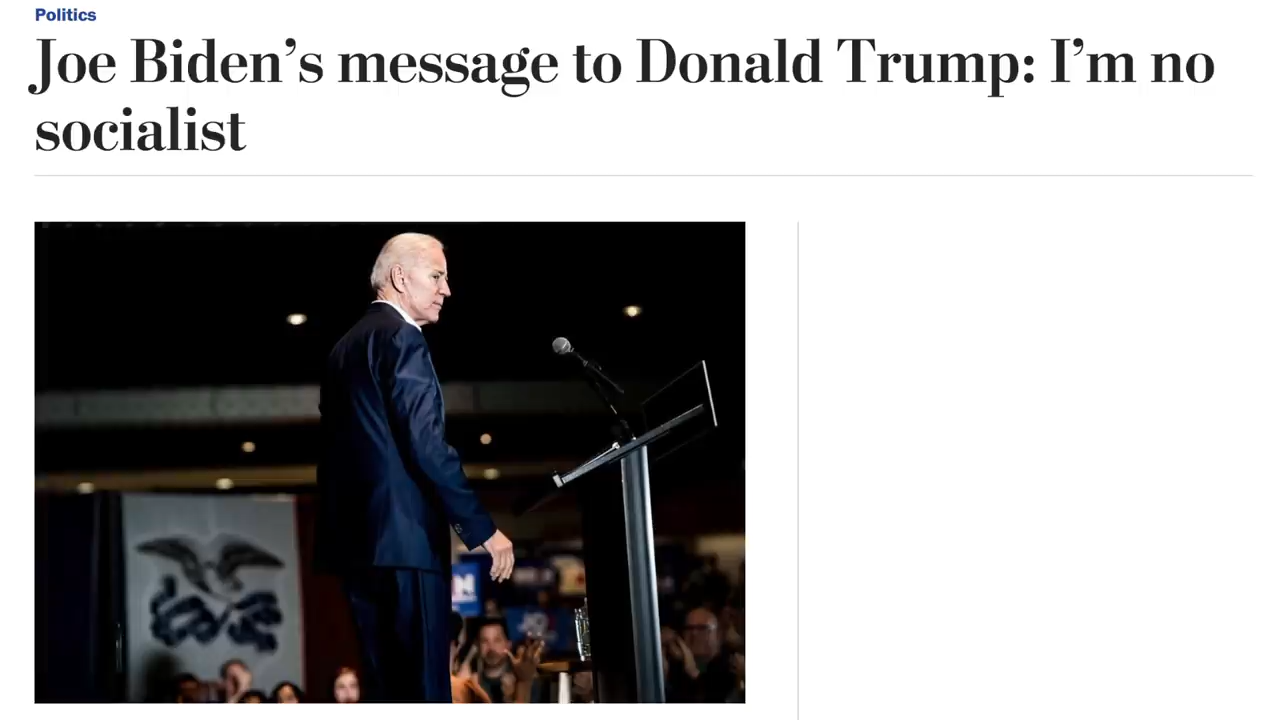 Politics
Joe Biden’s message to Donald Trump: I’m no
socialist